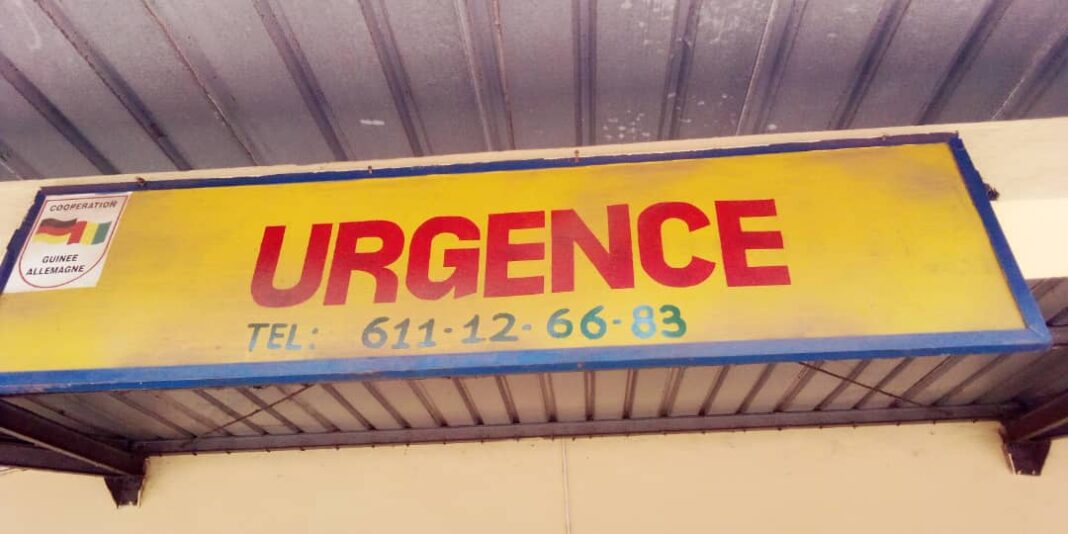 COOPERATION
GUINEE
ALLEMAGNE
URGENCE
TEL: 611-12-66-83